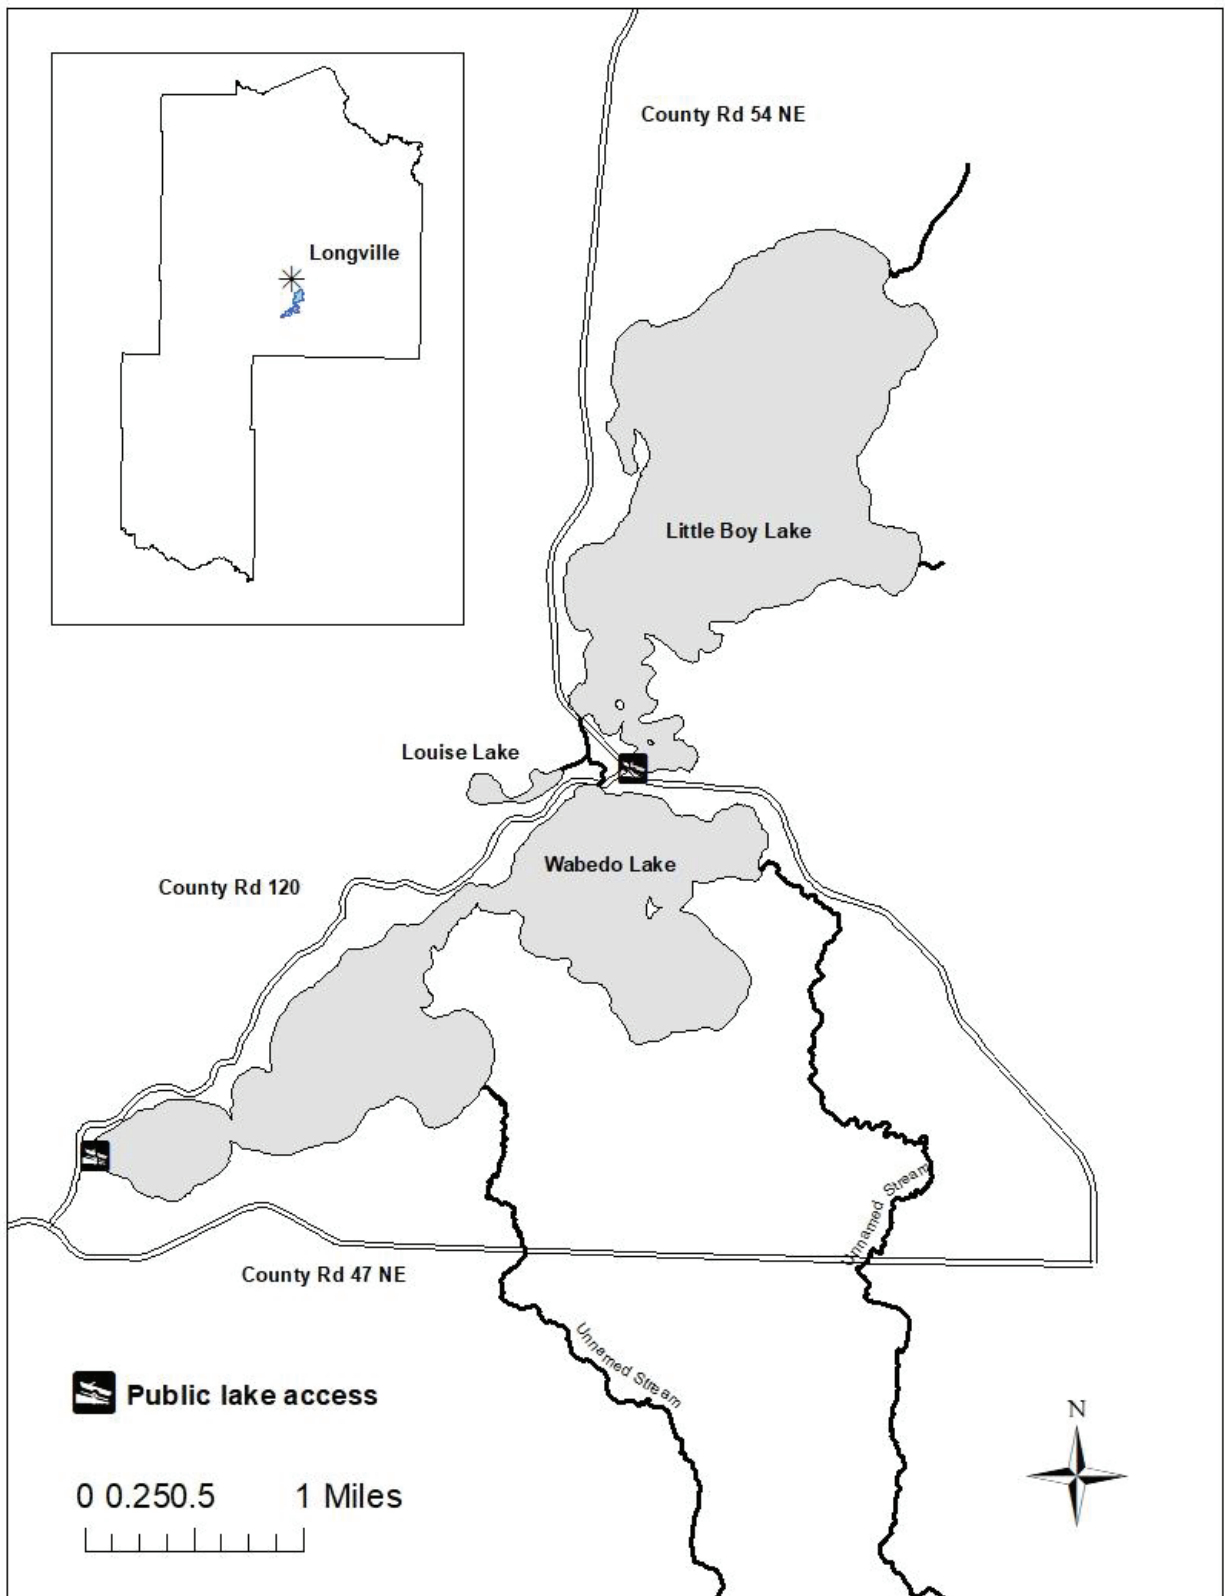 County Rd 54 NE
Longville
Little Boy Lake
Louise Lake
Wabedo Lake
County Rd 120
Unnamed Stream
County Rd 47 NE
Unnamed Stream
Public lake access
N
0 0.250.5 1 Miles